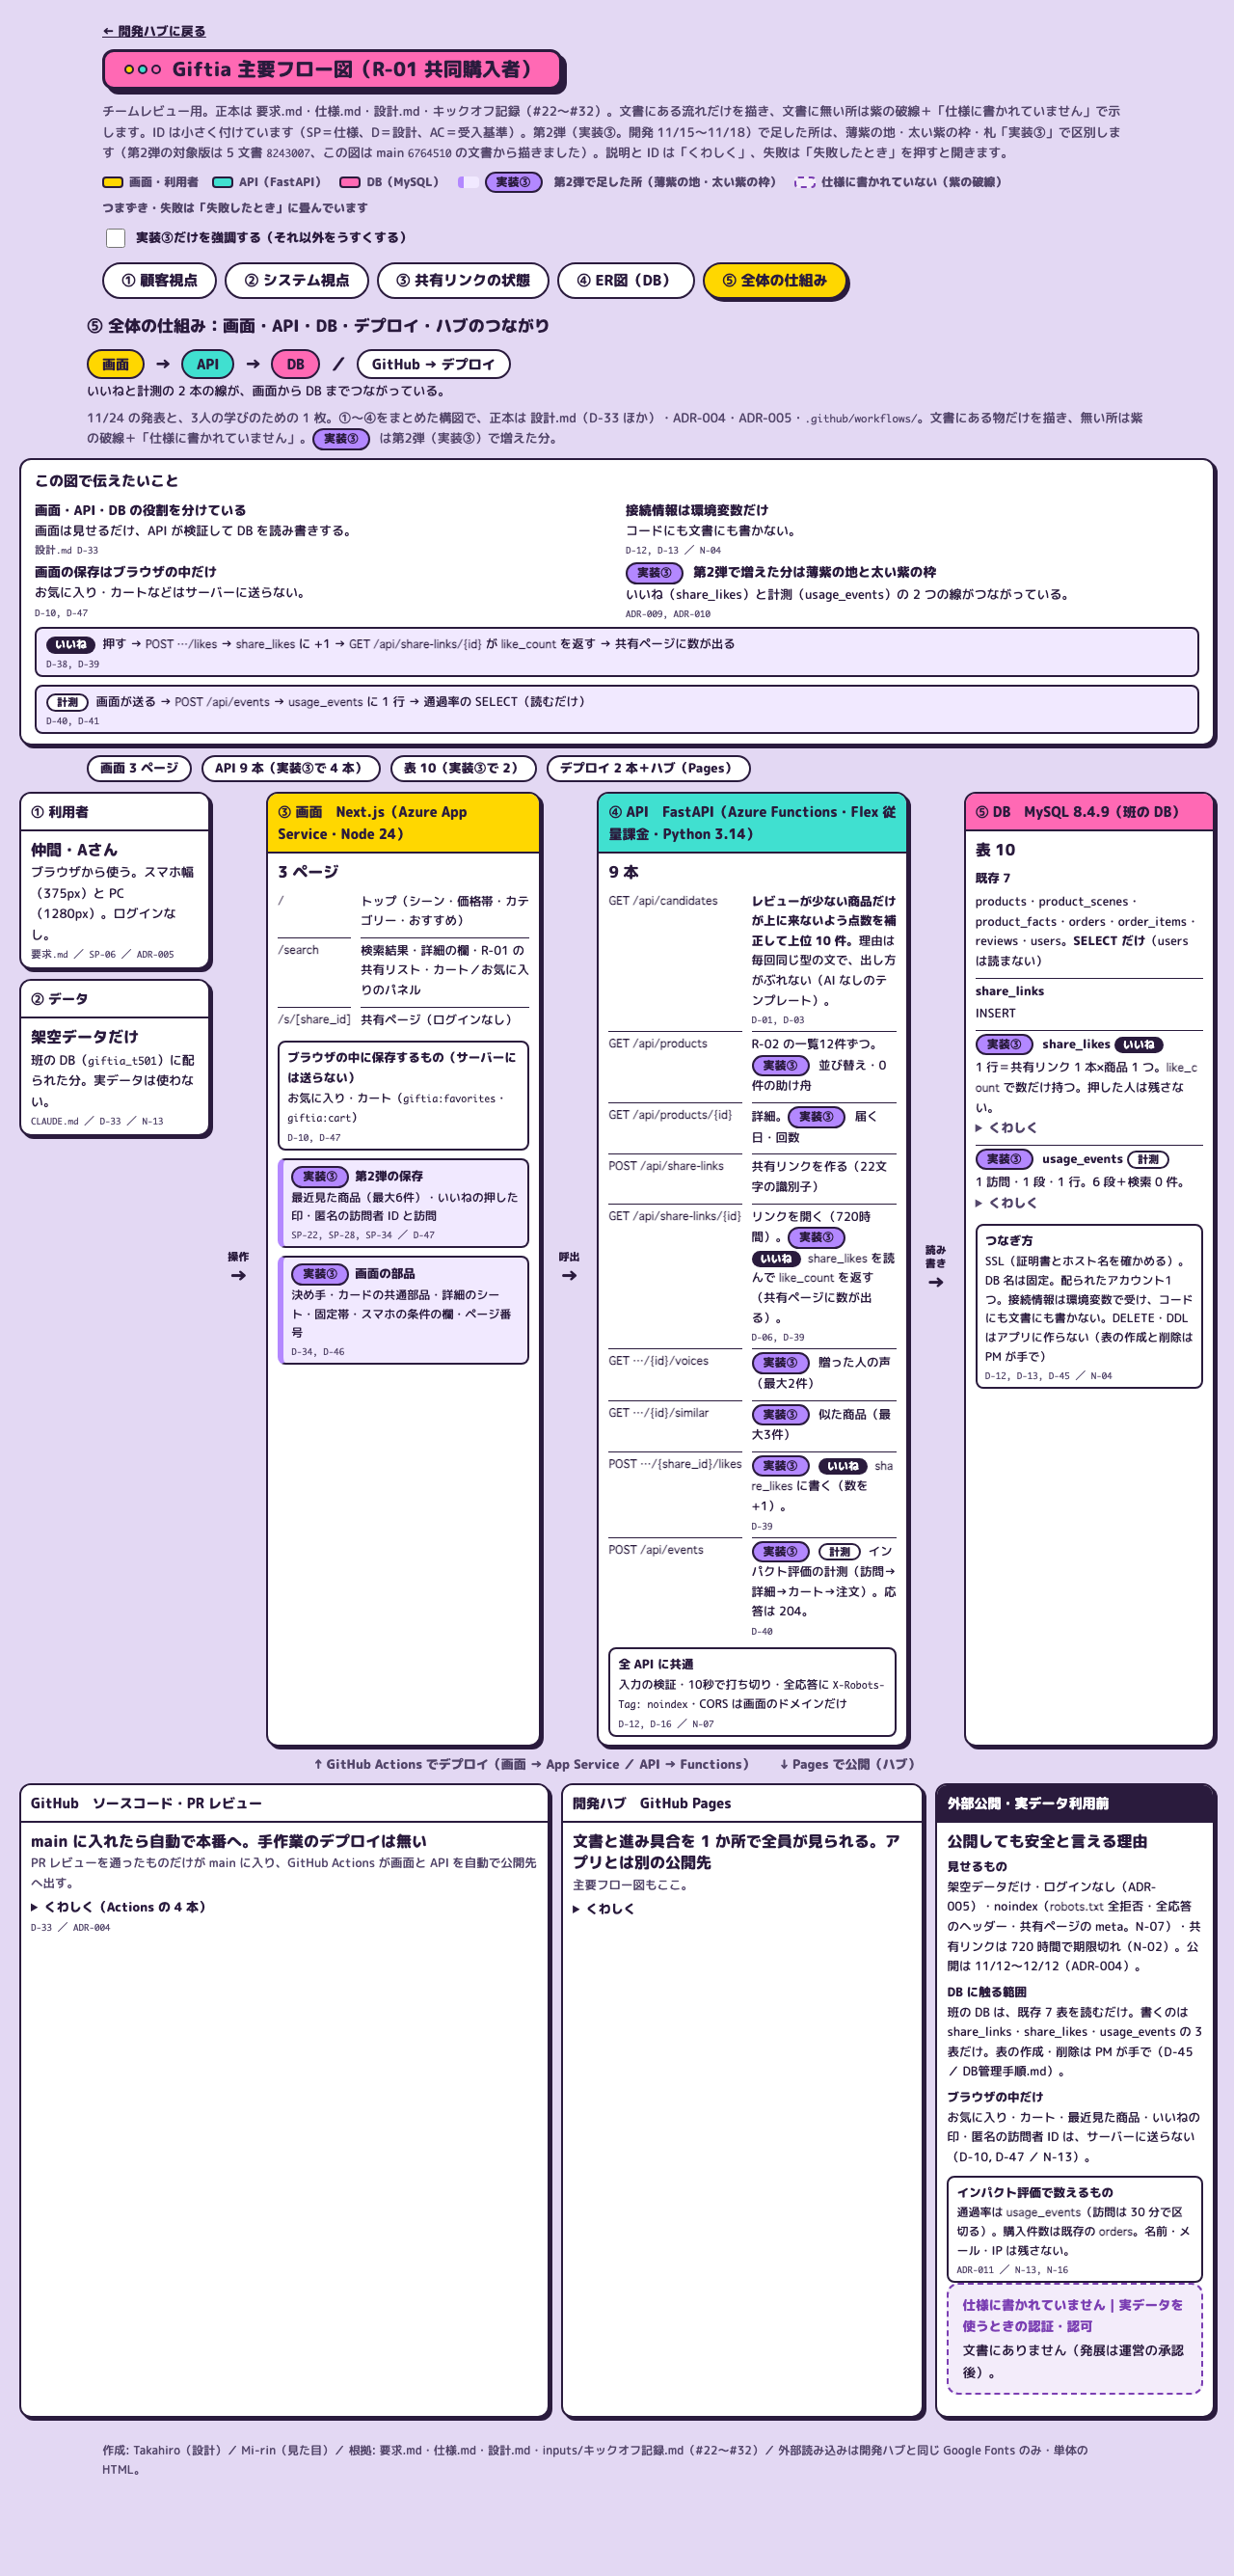 ← 開発ハブに戻る
Giftia 主要フロー図（R-01 共同購入者）
チームレビュー用。正本は 要求.md・仕様.md・設計.md・キックオフ記録（#22〜#32）。文書にある流れだけを描き、文書に無い所は紫の破線＋「仕様に書かれていません」で示
します。ID は小さく付けています（SP＝仕様、D＝設計、AC＝受入基準）。第2弾（実装③。開発 11/15〜11/18）で足した所は、薄紫の地・太い紫の枠・札「実装③」で区別しま
す（第2弾の対象版は 5 文書 8243007、この図は main 6764510 の文書から描きました）。説明と ID は「くわしく」、失敗は「失敗したとき」を押すと開きます。
画面・利用者 API（FastAPI） DB（MySQL） 実装③ 第2弾で足した所（薄紫の地・太い紫の枠） 仕様に書かれていない（紫の破線）
つまずき・失敗は「失敗したとき」に畳んでいます
実装③だけを強調する（それ以外をうすくする）
① 顧客視点 ② システム視点 ③ 共有リンクの状態 ④ ER図（DB） ⑤ 全体の仕組み
⑤ 全体の仕組み：画面・API・DB・デプロイ・ハブのつながり
画面 → API → DB ／ GitHub → デプロイ
いいねと計測の 2 本の線が、画面から DB までつながっている。
11/24 の発表と、3人の学びのための 1 枚。①〜④をまとめた構図で、正本は 設計.md（D-33 ほか）・ADR-004・ADR-005・.github/workflows/。文書にある物だけを描き、無い所は紫
の破線＋「仕様に書かれていません」。実装③ は第2弾（実装③）で増えた分。
この図で伝えたいこと
画面・API・DB の役割を分けている
画面は見せるだけ、API が検証して DB を読み書きする。
設計.md D-33
接続情報は環境変数だけ
コードにも文書にも書かない。
D-12, D-13 ／ N-04
画面の保存はブラウザの中だけ
お気に入り・カートなどはサーバーに送らない。
D-10, D-47
実装③ 第2弾で増えた分は薄紫の地と太い紫の枠
いいね（share_likes）と計測（usage_events）の 2 つの線がつながっている。
ADR-009, ADR-010
いいね 押す → POST …/likes → share_likes に +1 → GET /api/share-links/{id} が like_count を返す → 共有ページに数が出る
D-38, D-39
計測 画面が送る → POST /api/events → usage_events に 1 行 → 通過率の SELECT（読むだけ）
D-40, D-41
画面 3 ページ API 9 本（実装③で 4 本） 表 10（実装③で 2） デプロイ 2 本＋ハブ（Pages）
① 利用者
仲間・Aさん
ブラウザから使う。スマホ幅
（375px）と PC
（1280px）。ログインな
し。
要求.md ／ SP-06 ／ ADR-005
② データ
架空データだけ
班の DB（giftia_t501）に配
られた分。実データは使わな
い。
CLAUDE.md ／ D-33 ／ N-13
操作
→
③ 画面 Next.js（Azure App
Service・Node 24）
3 ページ
/ トップ（シーン・価格帯・カテ
ゴリー・おすすめ）
/search 検索結果・詳細の欄・R-01 の
共有リスト・カート／お気に入
りのパネル
/s/[share_id] 共有ページ（ログインなし）
ブラウザの中に保存するもの（サーバーに
は送らない）
お気に入り・カート（giftia:favorites・
giftia:cart）
D-10, D-47
実装③ 第2弾の保存
最近見た商品（最大6件）・いいねの押した
印・匿名の訪問者 ID と訪問
SP-22, SP-28, SP-34 ／ D-47
実装③ 画面の部品
決め手・カードの共通部品・詳細のシー
ト・固定帯・スマホの条件の欄・ページ番
号
D-34, D-46
呼出
→
④ API FastAPI（Azure Functions・Flex 従
量課金・Python 3.14）
9 本
GET /api/candidates レビューが少ない商品だけ
が上に来ないよう点数を補
正して上位 10 件。理由は
毎回同じ型の文で、出し方
がぶれない（AI なしのテ
ンプレート）。
D-01, D-03
GET /api/products R-02 の一覧12件ずつ。
実装③ 並び替え・0
件の助け舟
GET /api/products/{id} 詳細。実装③ 届く
日・回数
POST /api/share-links 共有リンクを作る（22文
字の識別子）
GET /api/share-links/{id} リンクを開く（720時
間）。実装③
いいね share_likes を読
んで like_count を返す
（共有ページに数が出
る）。
D-06, D-39
GET …/{id}/voices 実装③ 贈った人の声
（最大2件）
GET …/{id}/similar 実装③ 似た商品（最
大3件）
POST …/{share_id}/likes 実装③ いいね sha
re_likes に書く（数を
+1）。
D-39
POST /api/events 実装③ 計測 イン
パクト評価の計測（訪問→
詳細→カート→注文）。応
答は 204。
D-40
全 API に共通
入力の検証・10秒で打ち切り・全応答に X-Robots-
Tag: noindex・CORS は画面のドメインだけ
D-12, D-16 ／ N-07
読み
書き
→
⑤ DB MySQL 8.4.9（班の DB）
表 10
既存 7
products・product_scenes・
product_facts・orders・order_items・
reviews・users。SELECT だけ（users
は読まない）
share_links
INSERT
実装③ share_likes いいね
1 行＝共有リンク 1 本×商品 1 つ。like_c
ount で数だけ持つ。押した人は残さな
い。
▶ くわしく
実装③ usage_events 計測
1 訪問・1 段・1 行。6 段＋検索 0 件。
▶ くわしく
つなぎ方
SSL（証明書とホスト名を確かめる）。
DB 名は固定。配られたアカウント1
つ。接続情報は環境変数で受け、コード
にも文書にも書かない。DELETE・DDL
はアプリに作らない（表の作成と削除は
PM が手で）
D-12, D-13, D-45 ／ N-04
↑ GitHub Actions でデプロイ（画面 → App Service ／ API → Functions） ↓ Pages で公開（ハブ）
GitHub ソースコード・PR レビュー
main に入れたら自動で本番へ。手作業のデプロイは無い
PR レビューを通ったものだけが main に入り、GitHub Actions が画面と API を自動で公開先
へ出す。
▶ くわしく（Actions の 4 本）
D-33 ／ ADR-004
開発ハブ GitHub Pages
文書と進み具合を 1 か所で全員が見られる。ア
プリとは別の公開先
主要フロー図もここ。
▶ くわしく
外部公開・実データ利用前
公開しても安全と言える理由
見せるもの
架空データだけ・ログインなし（ADR-
005）・noindex（robots.txt 全拒否・全応答
のヘッダー・共有ページの meta。N-07）・共
有リンクは 720 時間で期限切れ（N-02）。公
開は 11/12〜12/12（ADR-004）。
DB に触る範囲
班の DB は、既存 7 表を読むだけ。書くのは
share_links・share_likes・usage_events の 3
表だけ。表の作成・削除は PM が手で（D-45
／ DB管理手順.md）。
ブラウザの中だけ
お気に入り・カート・最近見た商品・いいねの
印・匿名の訪問者 ID は、サーバーに送らない
（D-10, D-47 ／ N-13）。
インパクト評価で数えるもの
通過率は usage_events（訪問は 30 分で区
切る）。購入件数は既存の orders。名前・メ
ール・IP は残さない。
ADR-011 ／ N-13, N-16
仕様に書かれていません｜実データを
使うときの認証・認可
文書にありません（発展は運営の承認
後）。
作成: Takahiro（設計）／ Mi-rin（見た目）／ 根拠: 要求.md・仕様.md・設計.md・inputs/キックオフ記録.md（#22〜#32）／ 外部読み込みは開発ハブと同じ Google Fonts のみ・単体の
HTML。